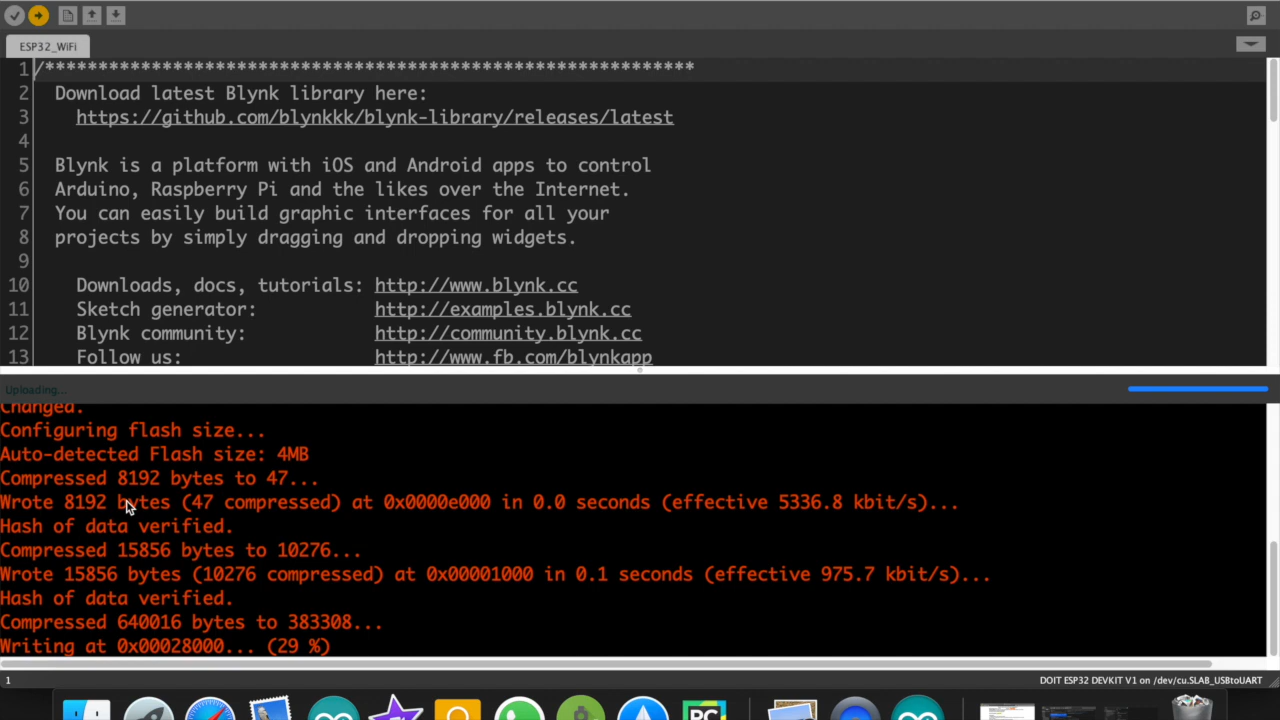 ESP32_WiFi
1 /*************************************************************
2 Download latest Blynk library here:
3 https://github.com/blynkkk/blynk-library/releases/latest
4
5 Blynk is a platform with iOS and Android apps to control
6 Arduino, Raspberry Pi and the likes over the Internet.
7 You can easily build graphic interfaces for all your
8 projects by simply dragging and dropping widgets.
9
10 Downloads, docs, tutorials: http://www.blynk.cc
11 Sketch generator: http://examples.blynk.cc
12 Blynk community: http://community.blynk.cc
13 Follow us: http://www.fb.com/blynkapp
Uploading...
Changed.
Configuring flash size...
Auto-detected Flash size: 4MB
Compressed 8192 bytes to 47...
Wrote 8192 bytes (47 compressed) at 0x0000e000 in 0.0 seconds (effective 5336.8 kbit/s)...
Hash of data verified.
Compressed 15856 bytes to 10276...
Wrote 15856 bytes (10276 compressed) at 0x00001000 in 0.1 seconds (effective 975.7 kbit/s)...
Hash of data verified.
Compressed 640016 bytes to 383308...
Writing at 0x00028000... (29 %)
1 DOIT ESP32 DEVKIT V1 on /dev/cu.SLAB_USBtoUART
PC